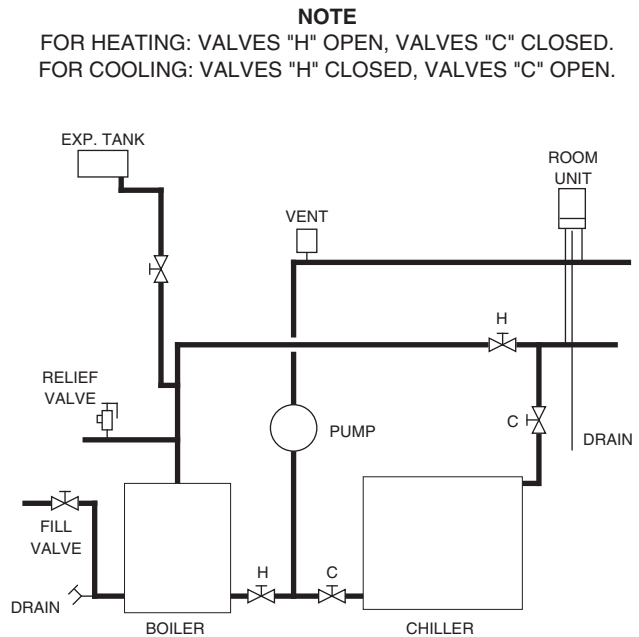 NOTE
FOR HEATING: VALVES "H" OPEN, VALVES "C" CLOSED.
FOR COOLING: VALVES "H" CLOSED, VALVES "C" OPEN.
EXP. TANK
ROOM
UNIT
VENT
H
RELIEF
VALVE
PUMP
C
DRAIN
FILL
VALVE
H
C
DRAIN
BOILER
CHILLER